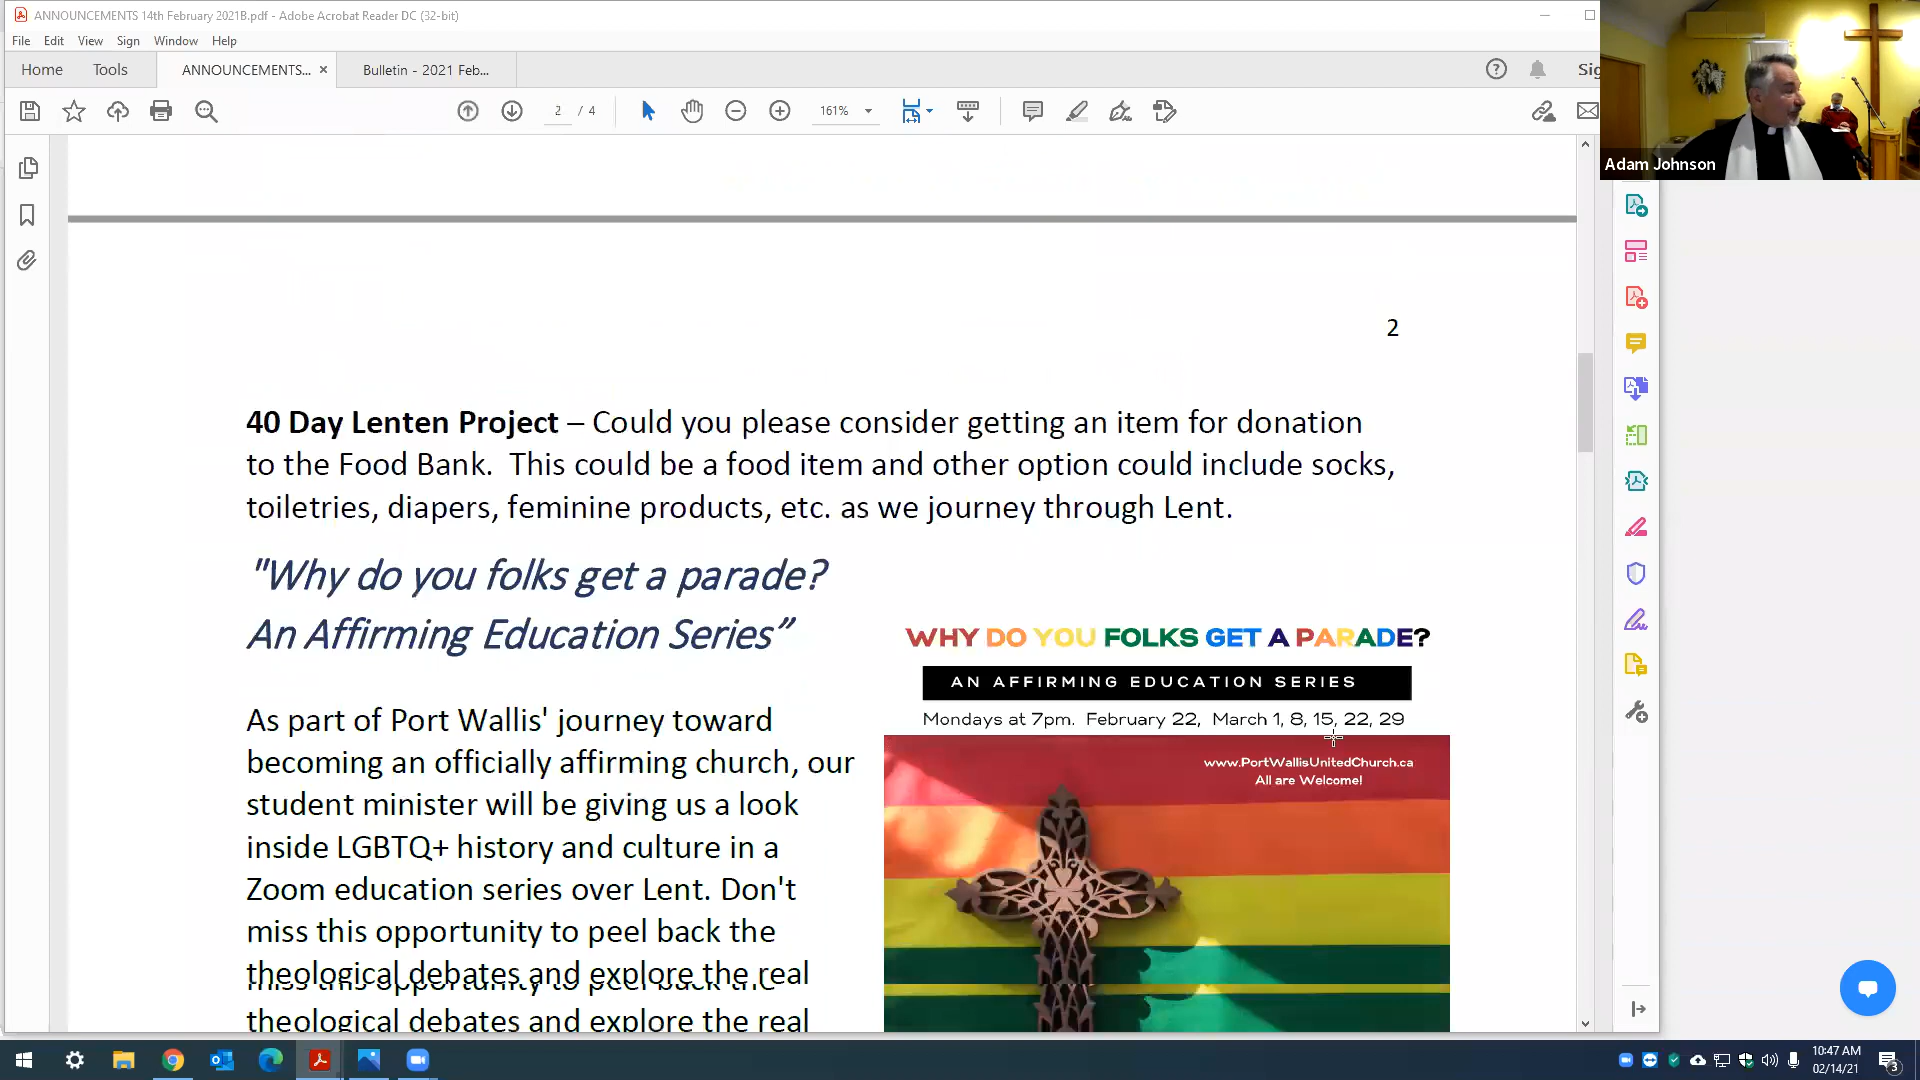 ANNOUNCEMENTS 14th February 2021B.pdf - Adobe Acrobat Reader DC (32-bit)
File Edit View Sign Window Help
Home Tools ANNOUNCEMENTS... × Bulletin - 2021 Feb...
2 / 4 161%
Adam Johnson
2
40 Day Lenten Project – Could you please consider getting an item for donation
to the Food Bank. This could be a food item and other option could include socks,
toiletries, diapers, feminine products, etc. as we journey through Lent.
"Why do you folks get a parade?
An Affirming Education Series”
As part of Port Wallis' journey toward
becoming an officially affirming church, our
student minister will be giving us a look
inside LGBTQ+ history and culture in a
Zoom education series over Lent. Don't
miss this opportunity to peel back the
theological debates and explore the real
theological debates and explore the real
WHY DO YOU FOLKS GET A PARADE?
AN AFFIRMING EDUCATION SERIES
Mondays at 7pm. February 22, March 1, 8, 15, 22, 29
www.PortWallisUnitedChurch.ca
All are Welcome!
10:47 AM
02/14/21
3